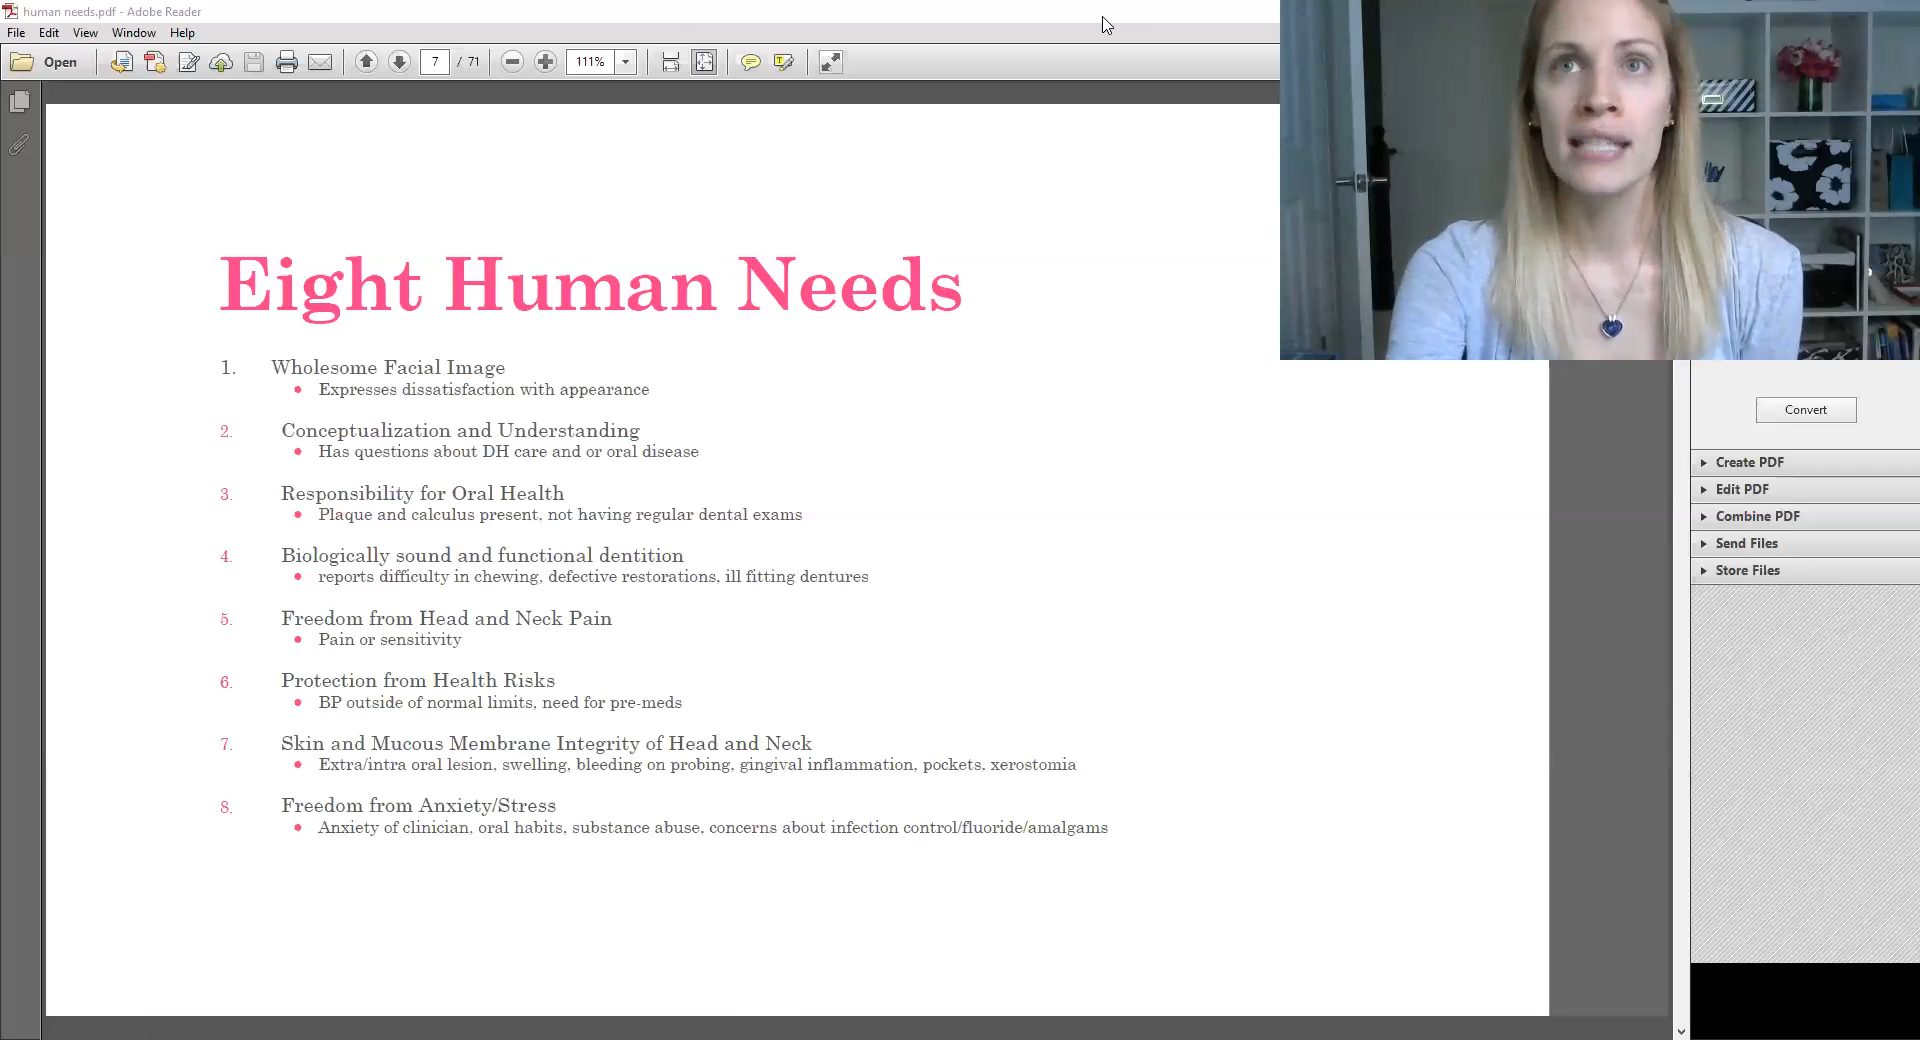 human needs.pdf - Adobe Reader
File Edit View Window Help
Open 7 / 71 111%
Eight Human Needs
1. Wholesome Facial Image
• Expresses dissatisfaction with appearance
2. Conceptualization and Understanding
• Has questions about DH care and or oral disease
3. Responsibility for Oral Health
• Plaque and calculus present, not having regular dental exams
4. Biologically sound and functional dentition
• reports difficulty in chewing, defective restorations, ill fitting dentures
5. Freedom from Head and Neck Pain
• Pain or sensitivity
6. Protection from Health Risks
• BP outside of normal limits, need for pre-meds
7. Skin and Mucous Membrane Integrity of Head and Neck
• Extra/intra oral lesion, swelling, bleeding on probing, gingival inflammation, pockets, xerostomia
8. Freedom from Anxiety/Stress
• Anxiety of clinician, oral habits, substance abuse, concerns about infection control/fluoride/amalgams
Convert
Create PDF
Edit PDF
Combine PDF
Send Files
Store Files